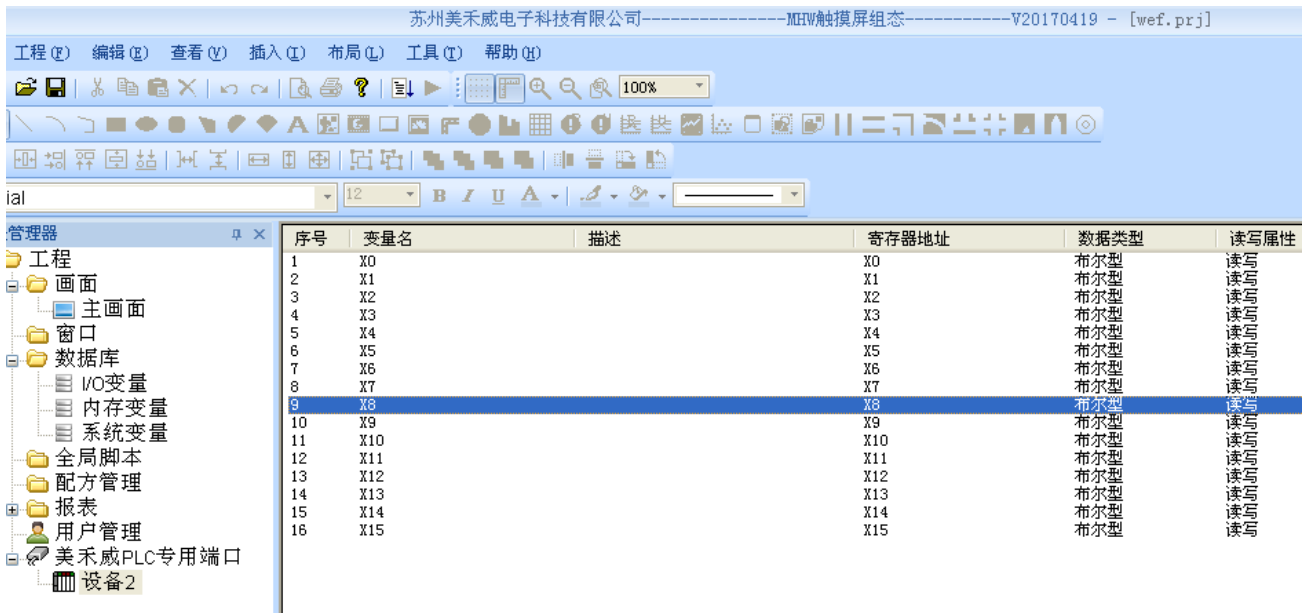 苏州美禾威电子科技有限公司---------------MHW触摸屏组态-----------V20170419 - [wef.prj]
工程(F) 编辑(E) 查看(V) 插入(I) 布局(L) 工具(T) 帮助(H)
100%
ial 12 B I U A
管理器
工程
画面
主画面
窗口
数据库
I/O变量
内存变量
系统变量
全局脚本
配方管理
报表
用户管理
美禾威PLC专用端口
设备2
序号 变量名 描述 寄存器地址 数据类型 读写属性
1 X0 X0 布尔型 读写
2 X1 X1 布尔型 读写
3 X2 X2 布尔型 读写
4 X3 X3 布尔型 读写
5 X4 X4 布尔型 读写
6 X5 X5 布尔型 读写
7 X6 X6 布尔型 读写
8 X7 X7 布尔型 读写
9 X8 X8 布尔型 读写
10 X9 X9 布尔型 读写
11 X10 X10 布尔型 读写
12 X11 X11 布尔型 读写
13 X12 X12 布尔型 读写
14 X13 X13 布尔型 读写
15 X14 X14 布尔型 读写
16 X15 X15 布尔型 读写